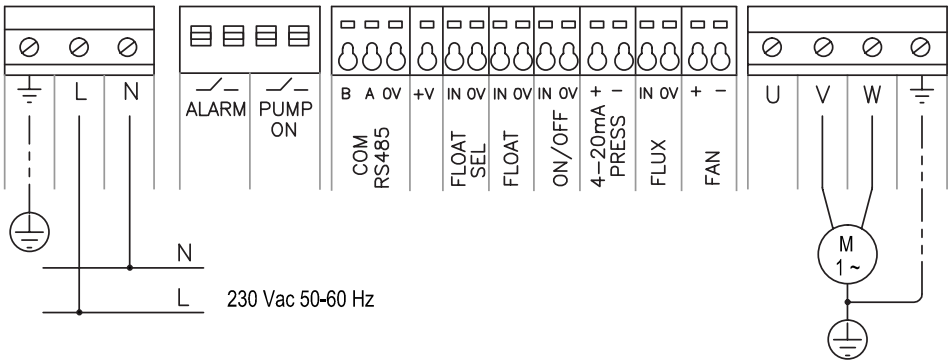 L N
ALARM PUMP ON
B A 0V +V IN 0V IN 0V IN 0V + - IN 0V + -
COM RS485
FLOAT SEL
FLOAT
ON/OFF
4-20mA PRESS
FLUX
FAN
U V W
M
1 ~
N
L 230 Vac 50-60 Hz